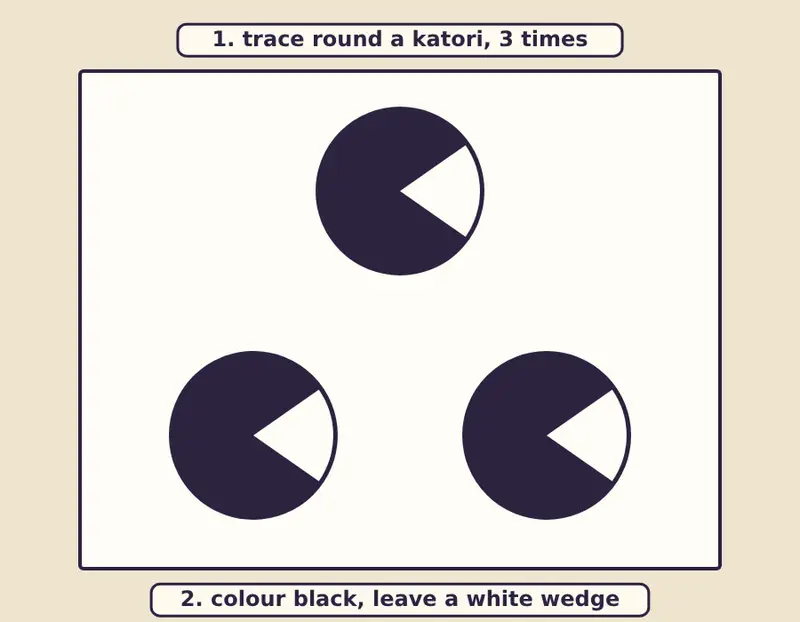 1. trace round a katori, 3 times
2. colour black, leave a white wedge